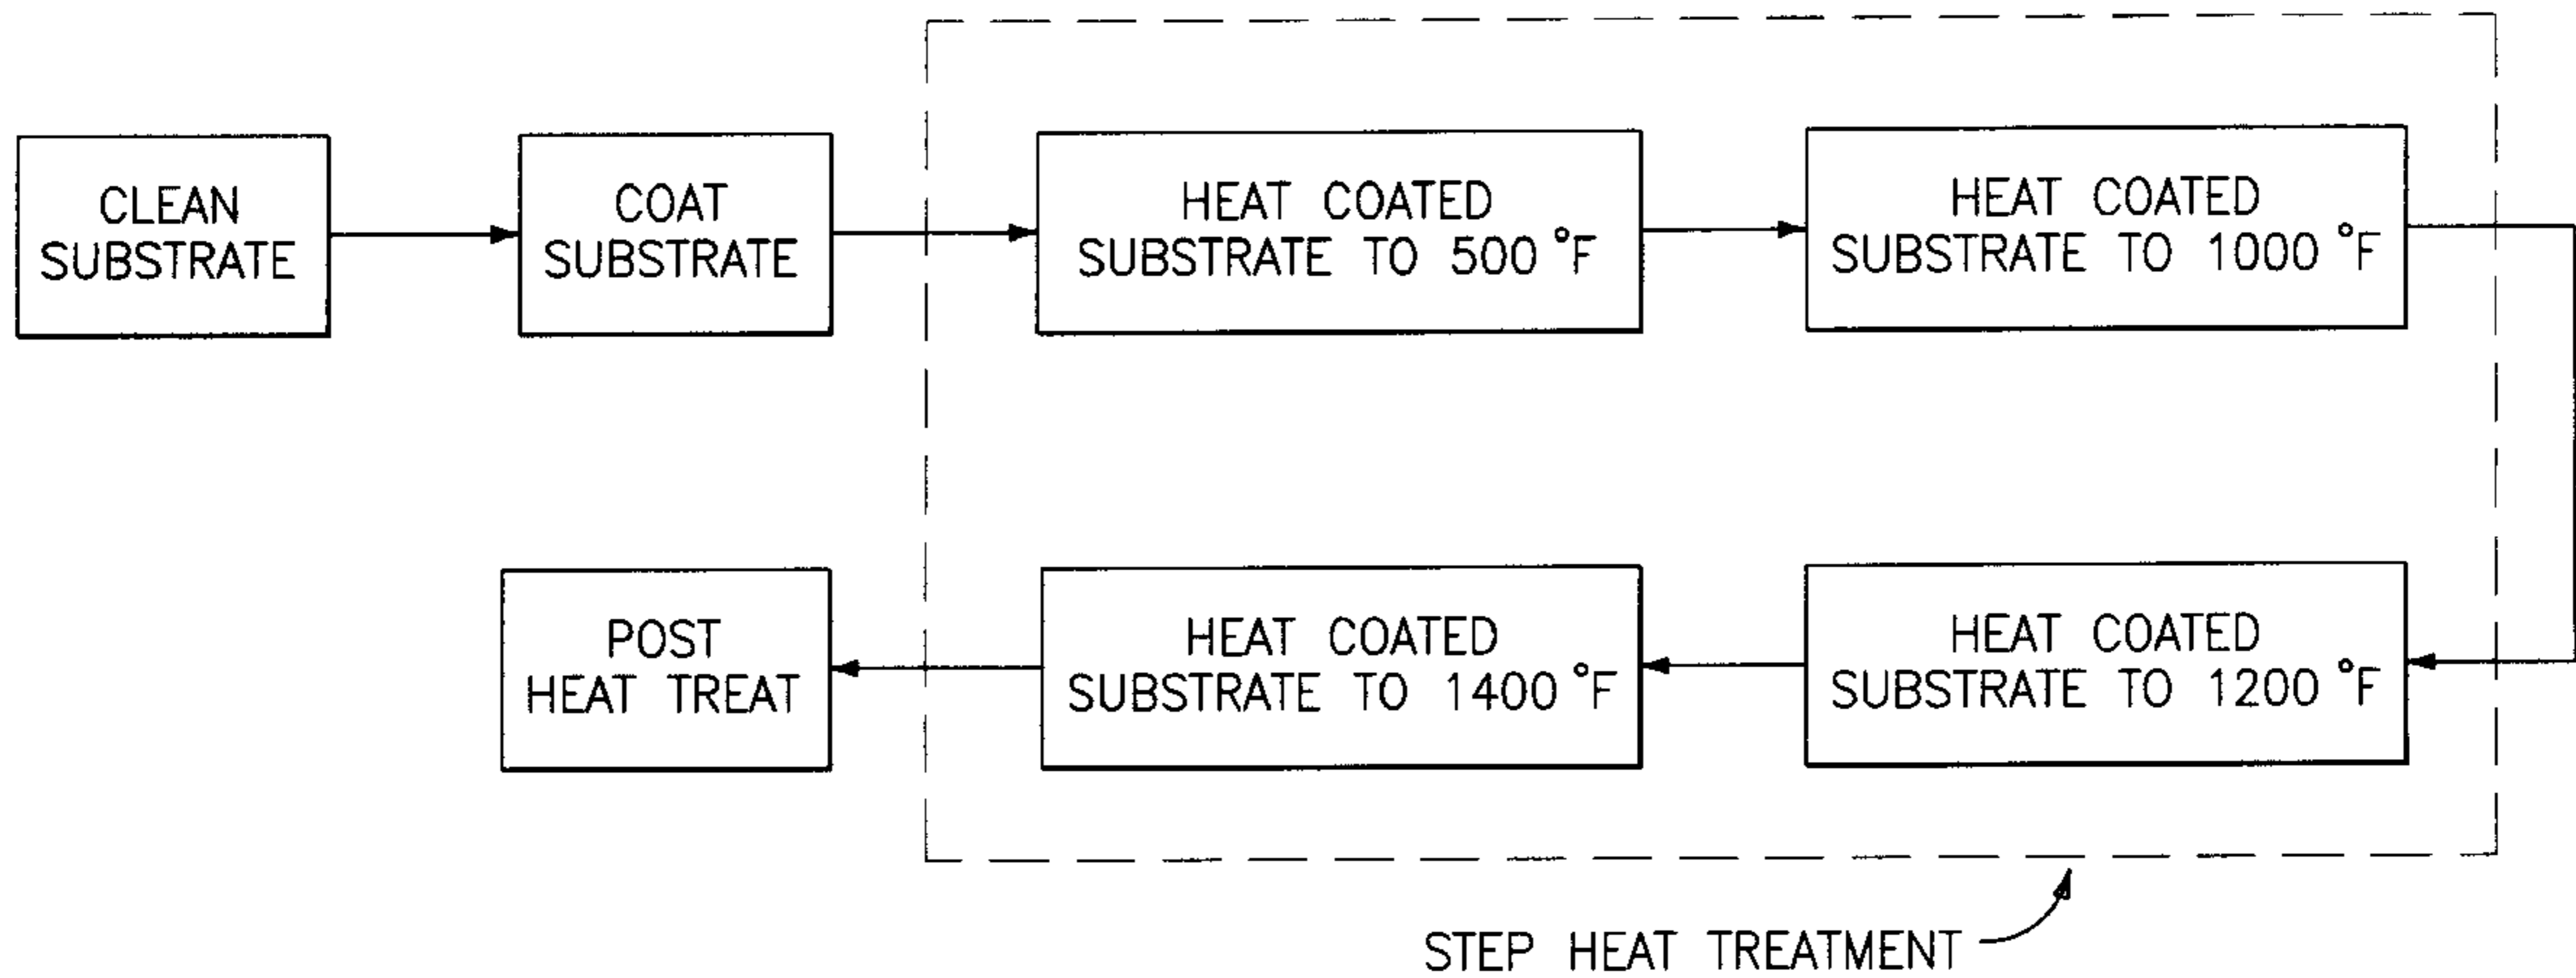 CLEAN
SUBSTRATE
COAT
SUBSTRATE
HEAT COATED
SUBSTRATE TO 500 °F
HEAT COATED
SUBSTRATE TO 1000 °F
HEAT COATED
SUBSTRATE TO 1200 °F
HEAT COATED
SUBSTRATE TO 1400 °F
POST
HEAT TREAT
STEP HEAT TREATMENT